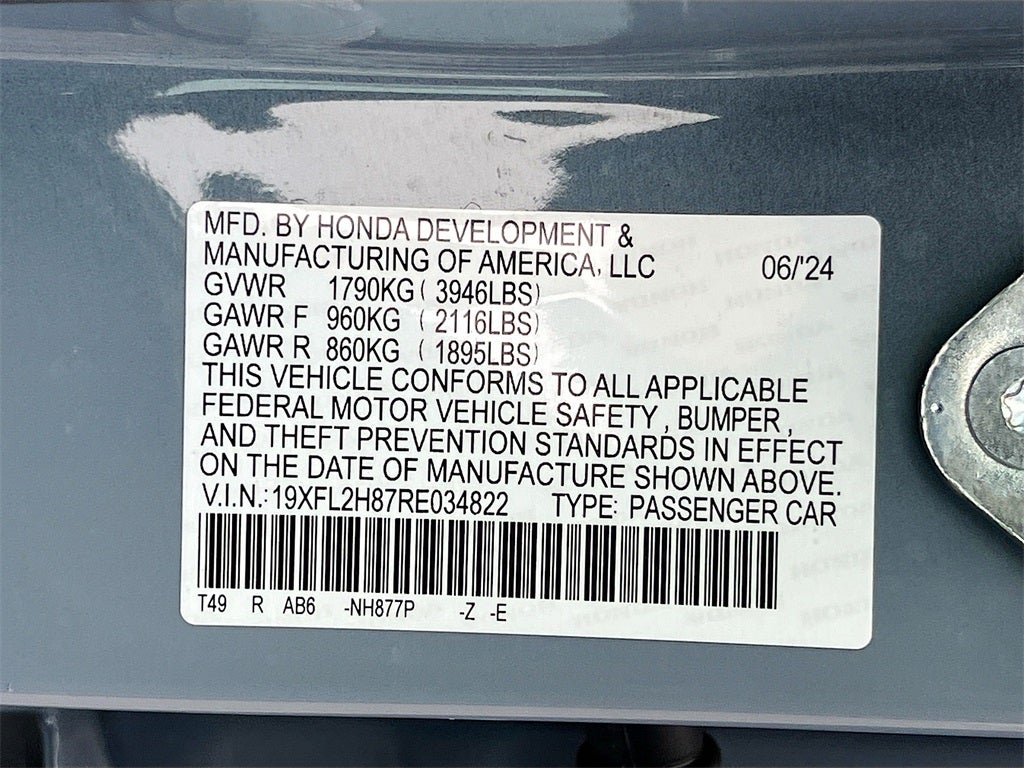 MFD. BY HONDA DEVELOPMENT &
MANUFACTURING OF AMERICA, LLC 06/'24
GVWR 1790KG ( 3946LBS)
GAWR F 960KG ( 2116LBS)
GAWR R 860KG ( 1895LBS)
THIS VEHICLE CONFORMS TO ALL APPLICABLE
FEDERAL MOTOR VEHICLE SAFETY , BUMPER ,
AND THEFT PREVENTION STANDARDS IN EFFECT
ON THE DATE OF MANUFACTURE SHOWN ABOVE.
V.I.N.: 19XFL2H87RE034822 TYPE: PASSENGER CAR
T49 R AB6 -NH877P -Z -E